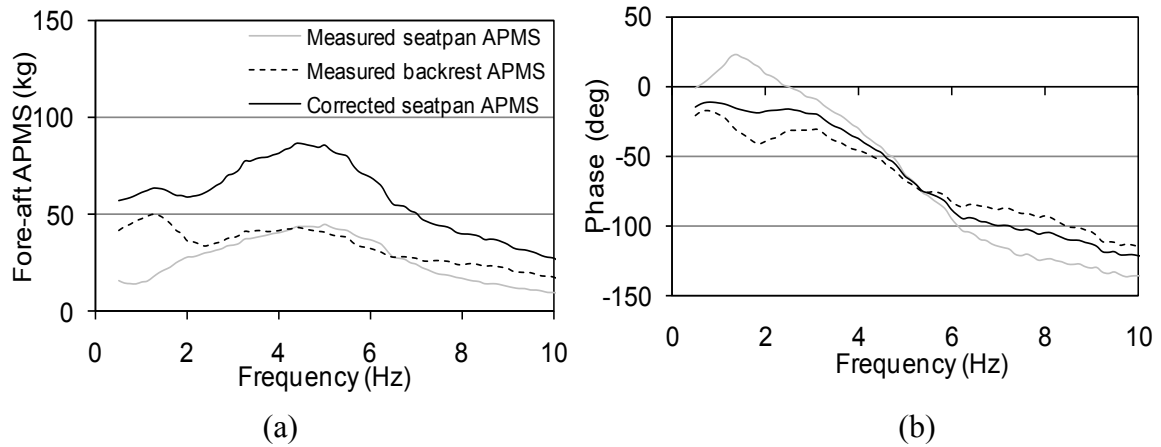 150
100
50
0
Fore-aft APMS (kg)
Measured seatpan APMS
Measured backrest APMS
Corrected seatpan APMS
0 2 4 6 8 10
Frequency (Hz)
(a)
50
0
-50
-100
-150
Phase (deg)
0 2 4 6 8 10
Frequency (Hz)
(b)